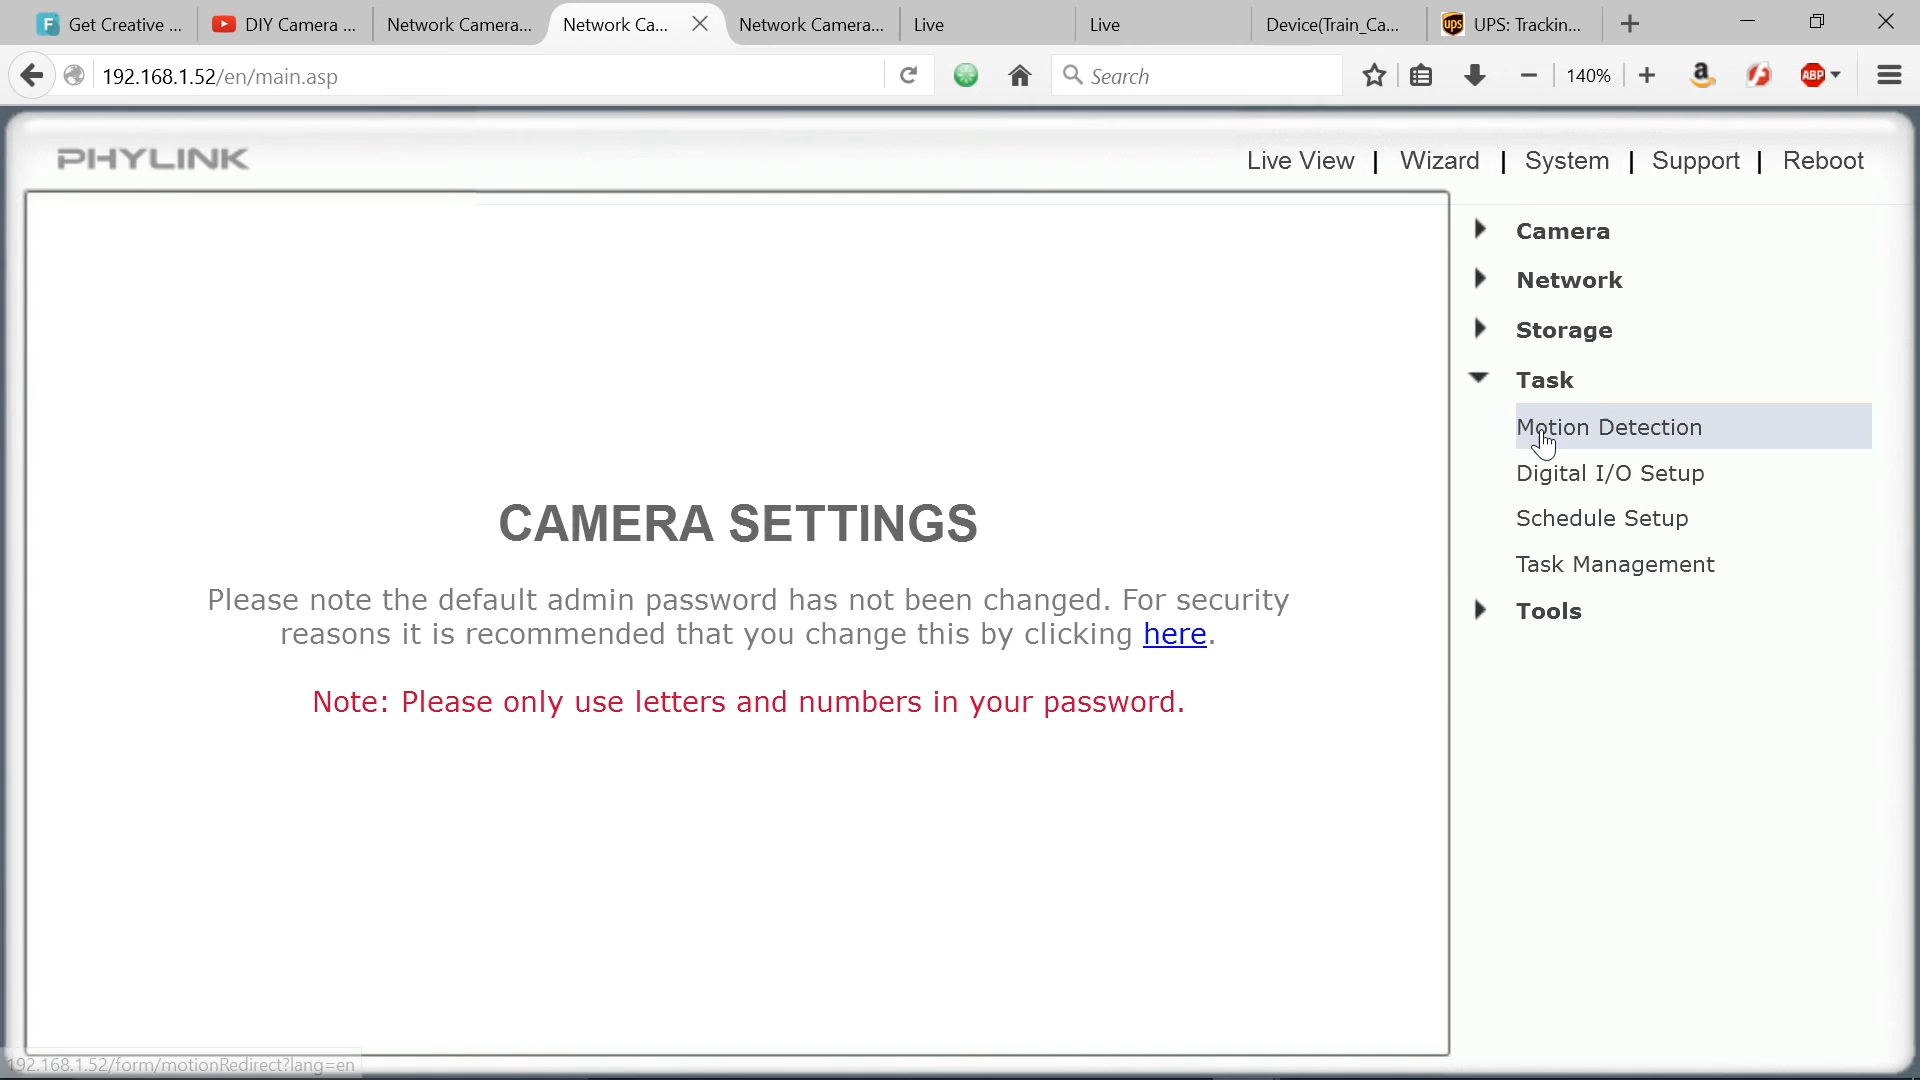 Get Creative ...
DIY Camera ...
Network Camera...
Network Ca...
Network Camera...
Live
Live
Device(Train_Ca...
UPS: Trackin...
192.168.1.52/en/main.asp
Search
140%
ABP
PHYLINK
Live View | Wizard | System | Support | Reboot
Camera
Network
Storage
Task
Motion Detection
Digital I/O Setup
Schedule Setup
Task Management
Tools
CAMERA SETTINGS
Please note the default admin password has not been changed. For security
reasons it is recommended that you change this by clicking here.
Note: Please only use letters and numbers in your password.
192.168.1.52/form/motionRedirect?lang=en